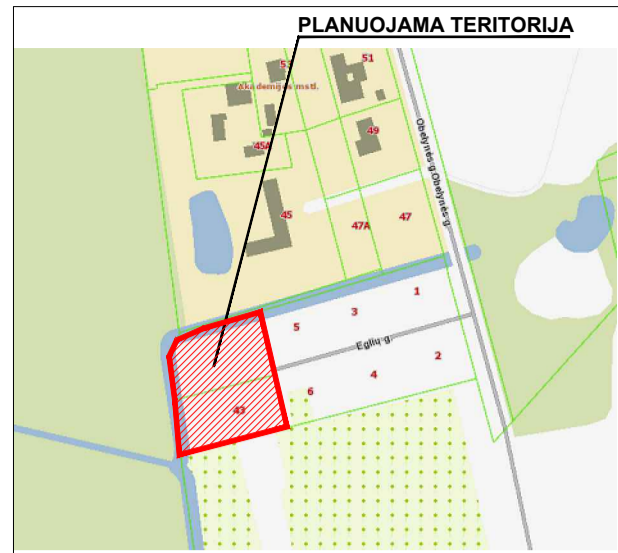 PLANUOJAMA TERITORIJA
51
51
Akademijos mstl.
49
45A
Obelynės g.
Obelynės g.
45
47A
47
1
3
5
Eglių g.
2
4
6
43